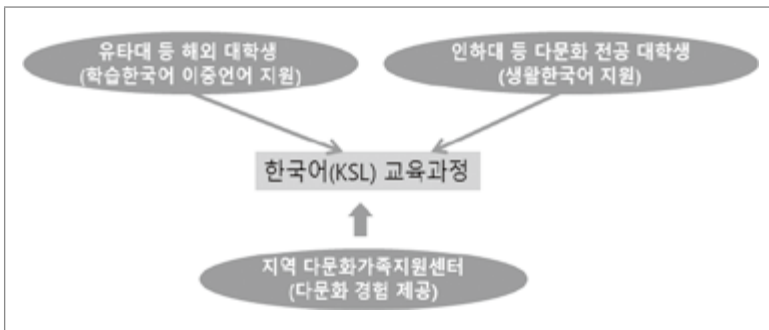 유타대 등 해외 대학생
(학습한국어 이중언어 지원)
인하대 등 다문화 전공 대학생
(생활한국어 지원)
한국어(KSL) 교육과정
지역 다문화가족지원센터
(다문화 경험 제공)